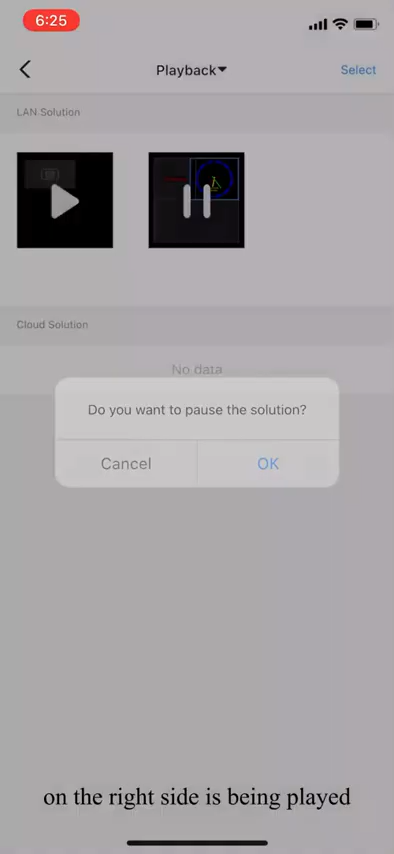 6:25
Playback
Select
LAN Solution
Cloud Solution
No data
Do you want to pause the solution?
Cancel
OK
on the right side is being played